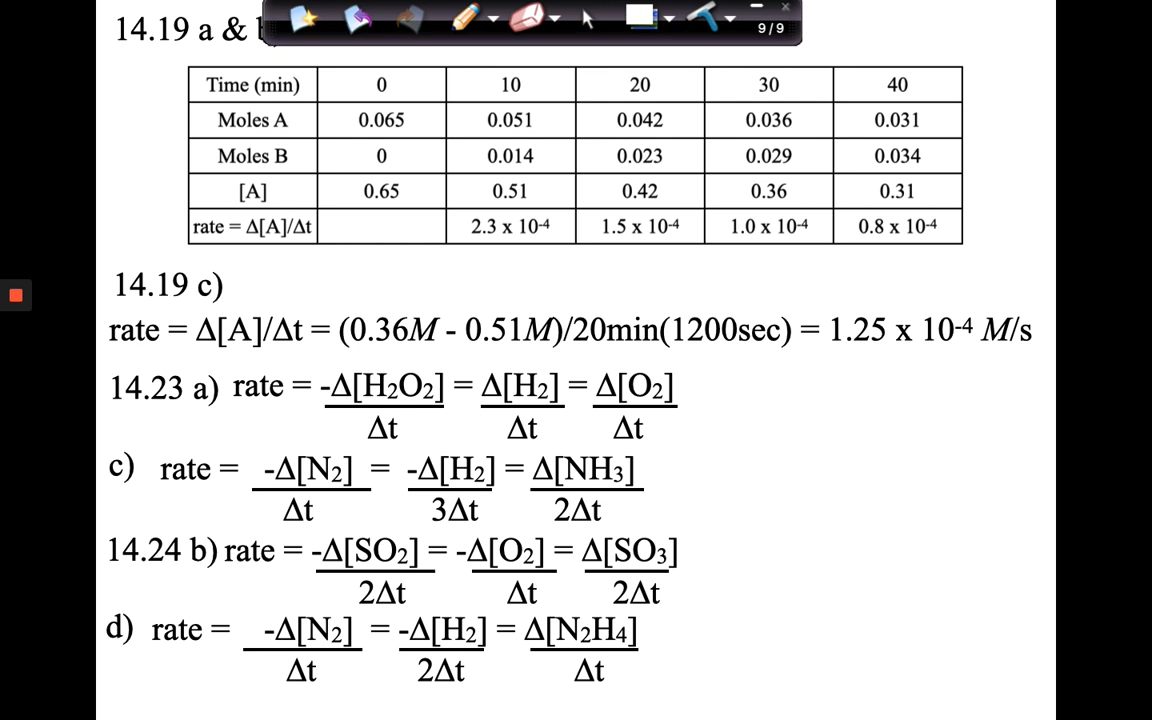 14.19 a &
9/9
Time (min) 0 10 20 30 40
Moles A 0.065 0.051 0.042 0.036 0.031
Moles B 0 0.014 0.023 0.029 0.034
[A] 0.65 0.51 0.42 0.36 0.31
rate = Δ[A]/Δt 2.3 x 10-4 1.5 x 10-4 1.0 x 10-4 0.8 x 10-4
14.19 c)
rate = Δ[A]/Δt = (0.36M - 0.51M)/20min(1200sec) = 1.25 x 10-4 M/s
14.23 a) rate = -Δ[H2O2] = Δ[H2] = Δ[O2]
Δt Δt Δt
c) rate = -Δ[N2] = -Δ[H2] = Δ[NH3]
Δt 3Δt 2Δt
14.24 b) rate = -Δ[SO2] = -Δ[O2] = Δ[SO3]
2Δt Δt 2Δt
d) rate = -Δ[N2] = -Δ[H2] = Δ[N2H4]
Δt 2Δt Δt